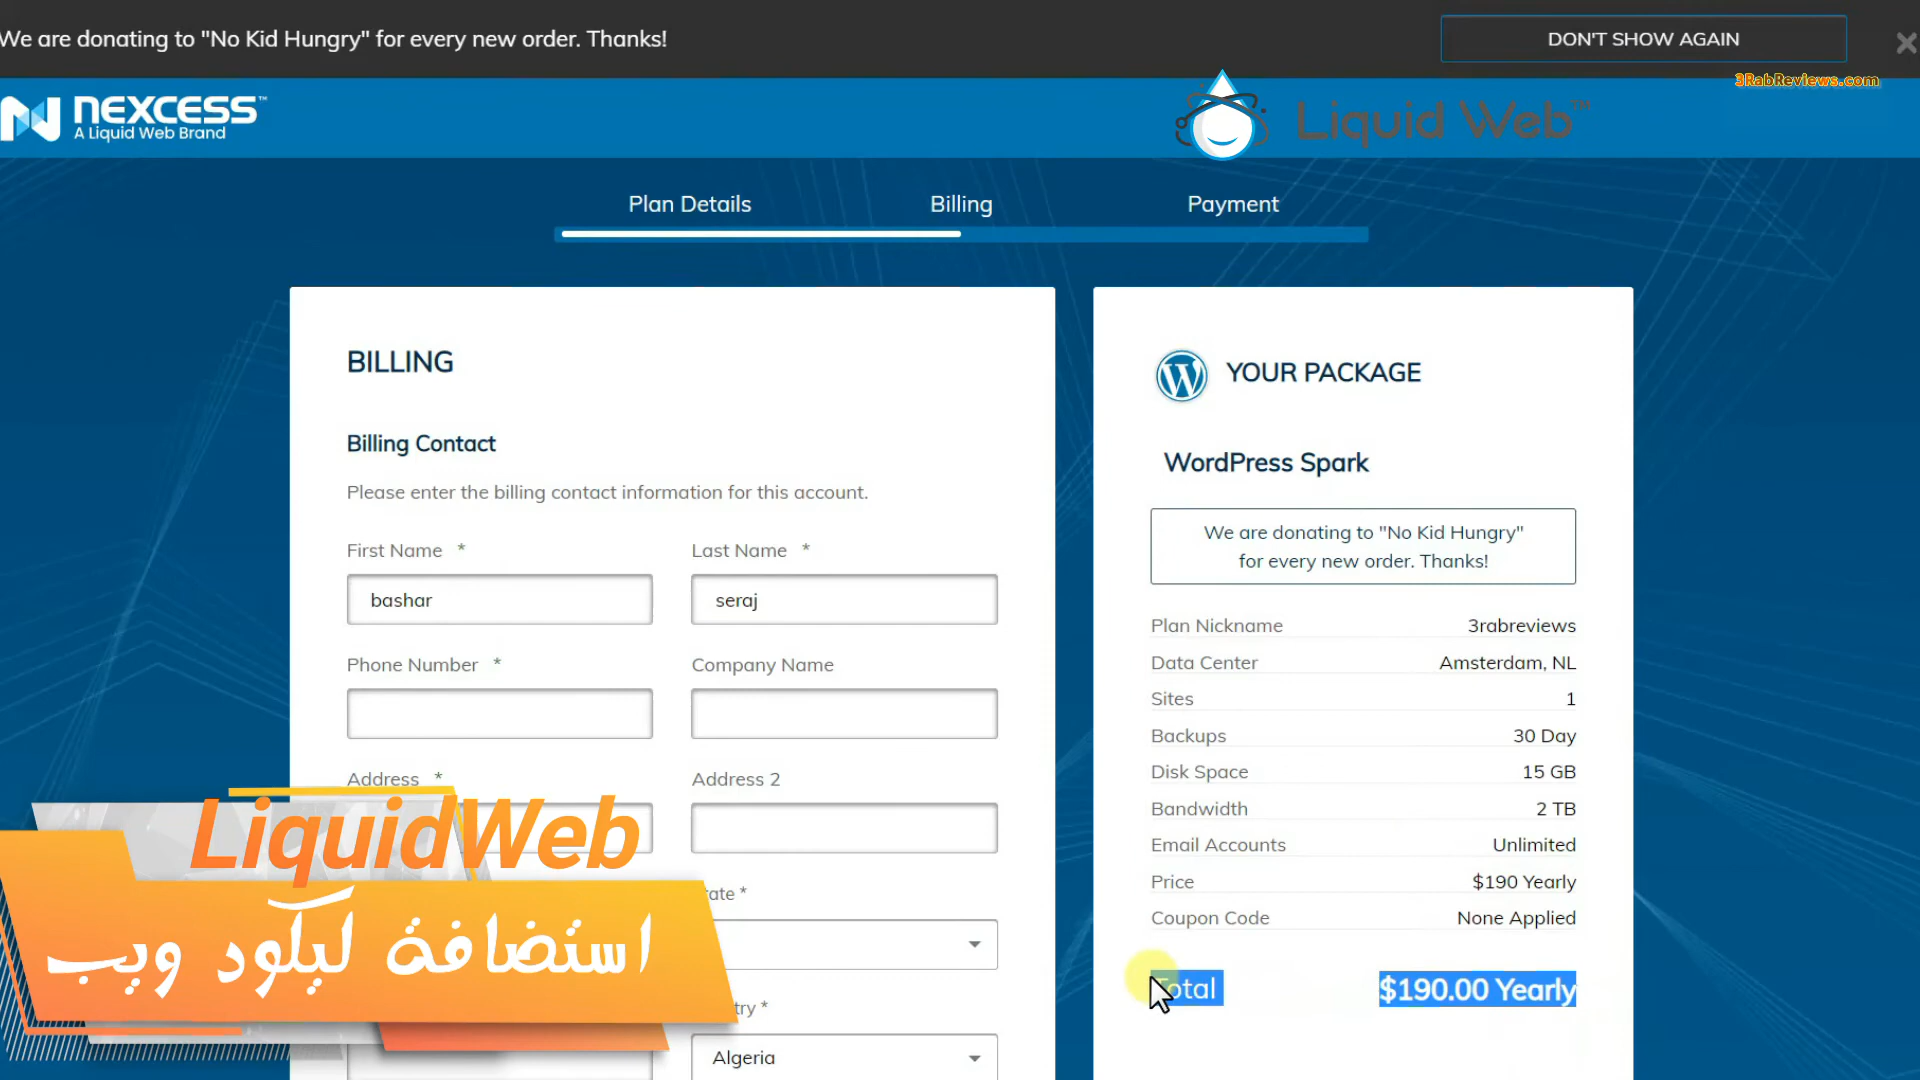 We are donating to "No Kid Hungry" for every new order. Thanks!
DON'T SHOW AGAIN
3RabReviews.com
NEXCESS™
A Liquid Web Brand
Liquid Web™
Plan Details
Billing
Payment
BILLING
Billing Contact
Please enter the billing contact information for this account.
First Name *
Last Name *
bashar
seraj
Phone Number *
Company Name
Address *
Address 2
rate *
try *
Algeria
YOUR PACKAGE
WordPress Spark
We are donating to "No Kid Hungry"
for every new order. Thanks!
Plan Nickname 3rabreviews
Data Center Amsterdam, NL
Sites 1
Backups 30 Day
Disk Space 15 GB
Bandwidth 2 TB
Email Accounts Unlimited
Price $190 Yearly
Coupon Code None Applied
Total $190.00 Yearly
LiquidWeb
استضافة ليكود ويب